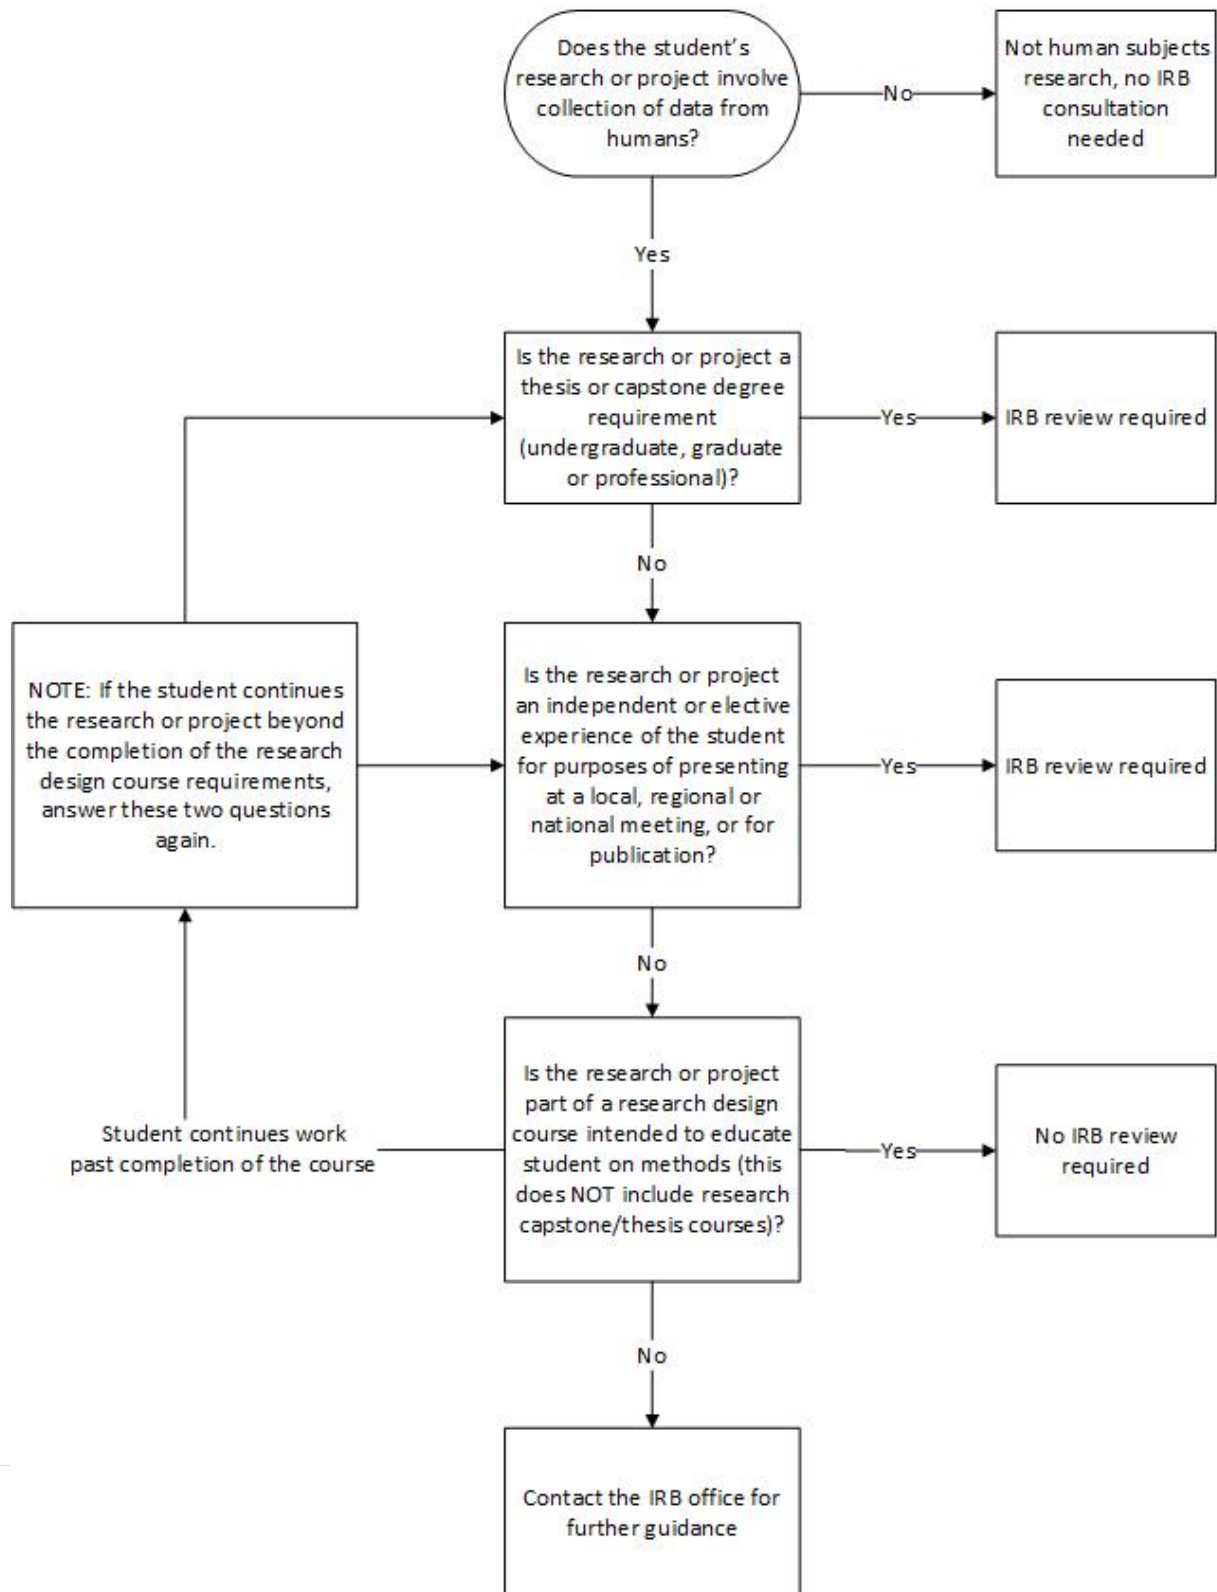 Does the student’s
research or project involve
collection of data from
humans?
No
Not human subjects
research, no IRB
consultation
needed
Yes
Is the research or project a
thesis or capstone degree
requirement
(undergraduate, graduate
or professional)?
Yes
IRB review required
No
NOTE: If the student continues
the research or project beyond
the completion of the research
design course requirements,
answer these two questions
again.
Is the research or project
an independent or elective
experience of the student
for purposes of presenting
at a local, regional or
national meeting, or for
publication?
Yes
IRB review required
No
Student continues work
past completion of the course
Is the research or project
part of a research design
course intended to educate
student on methods (this
does NOT include research
capstone/thesis courses)?
Yes
No IRB review
required
No
Contact the IRB office for
further guidance